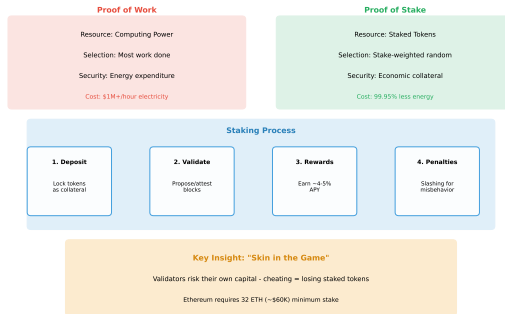 Proof of Work
Resource: Computing Power
Selection: Most work done
Security: Energy expenditure
Cost: $1M+/hour electricity
Proof of Stake
Resource: Staked Tokens
Selection: Stake-weighted random
Security: Economic collateral
Cost: 99.95% less energy
Staking Process
1. Deposit
Lock tokens
as collateral
2. Validate
Propose/attest
blocks
3. Rewards
Earn ~4-5%
APY
4. Penalties
Slashing for
misbehavior
Key Insight: "Skin in the Game"
Validators risk their own capital - cheating = losing staked tokens
Ethereum requires 32 ETH (~$60K) minimum stake